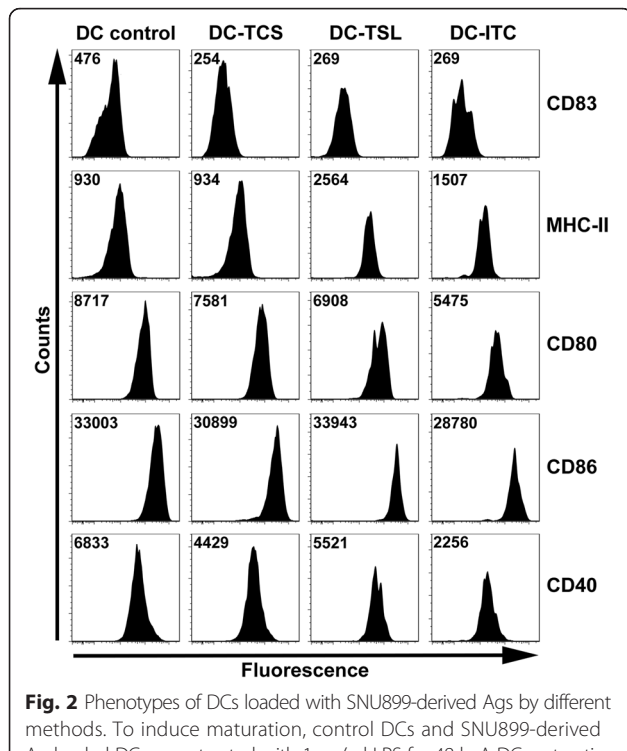 DC control DC-TCS DC-TSL DC-ITC
476 254 269 269 CD83
930 934 2564 1507 MHC-II
8717 7581 6908 5475 CD80
33003 30899 33943 28780 CD86
6833 4429 5521 2256 CD40
Counts
Fluorescence
Fig. 2 Phenotypes of DCs loaded with SNU899-derived Ags by different
methods. To induce maturation, control DCs and SNU899-derived